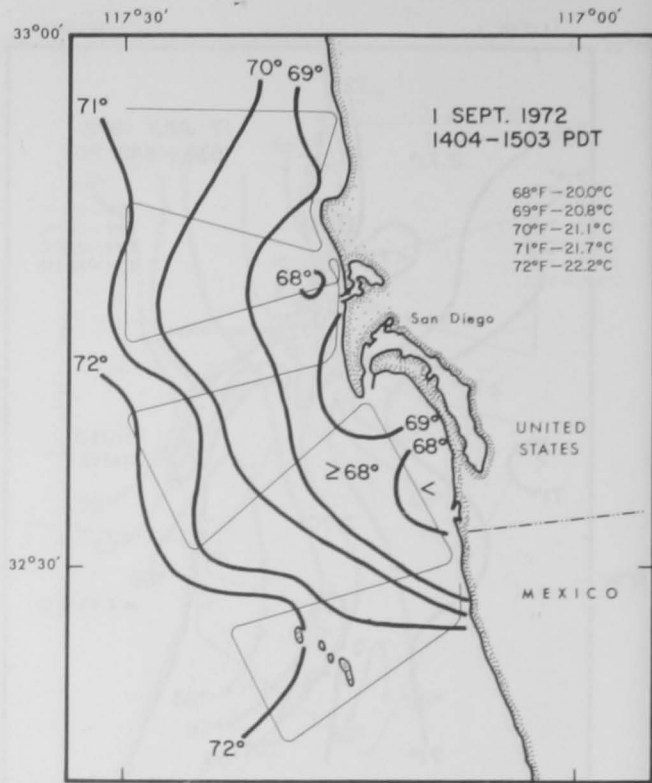 117°30′ 117°00′
33°00′
70° 69°
71°
1 SEPT. 1972
1404–1503 PDT
68°F–20.0°C
69°F–20.8°C
70°F–21.1°C
71°F–21.7°C
72°F–22.2°C
68°
San Diego
72°
69°
68°
UNITED
STATES
≥68°
<
32°30′
MEXICO
72°